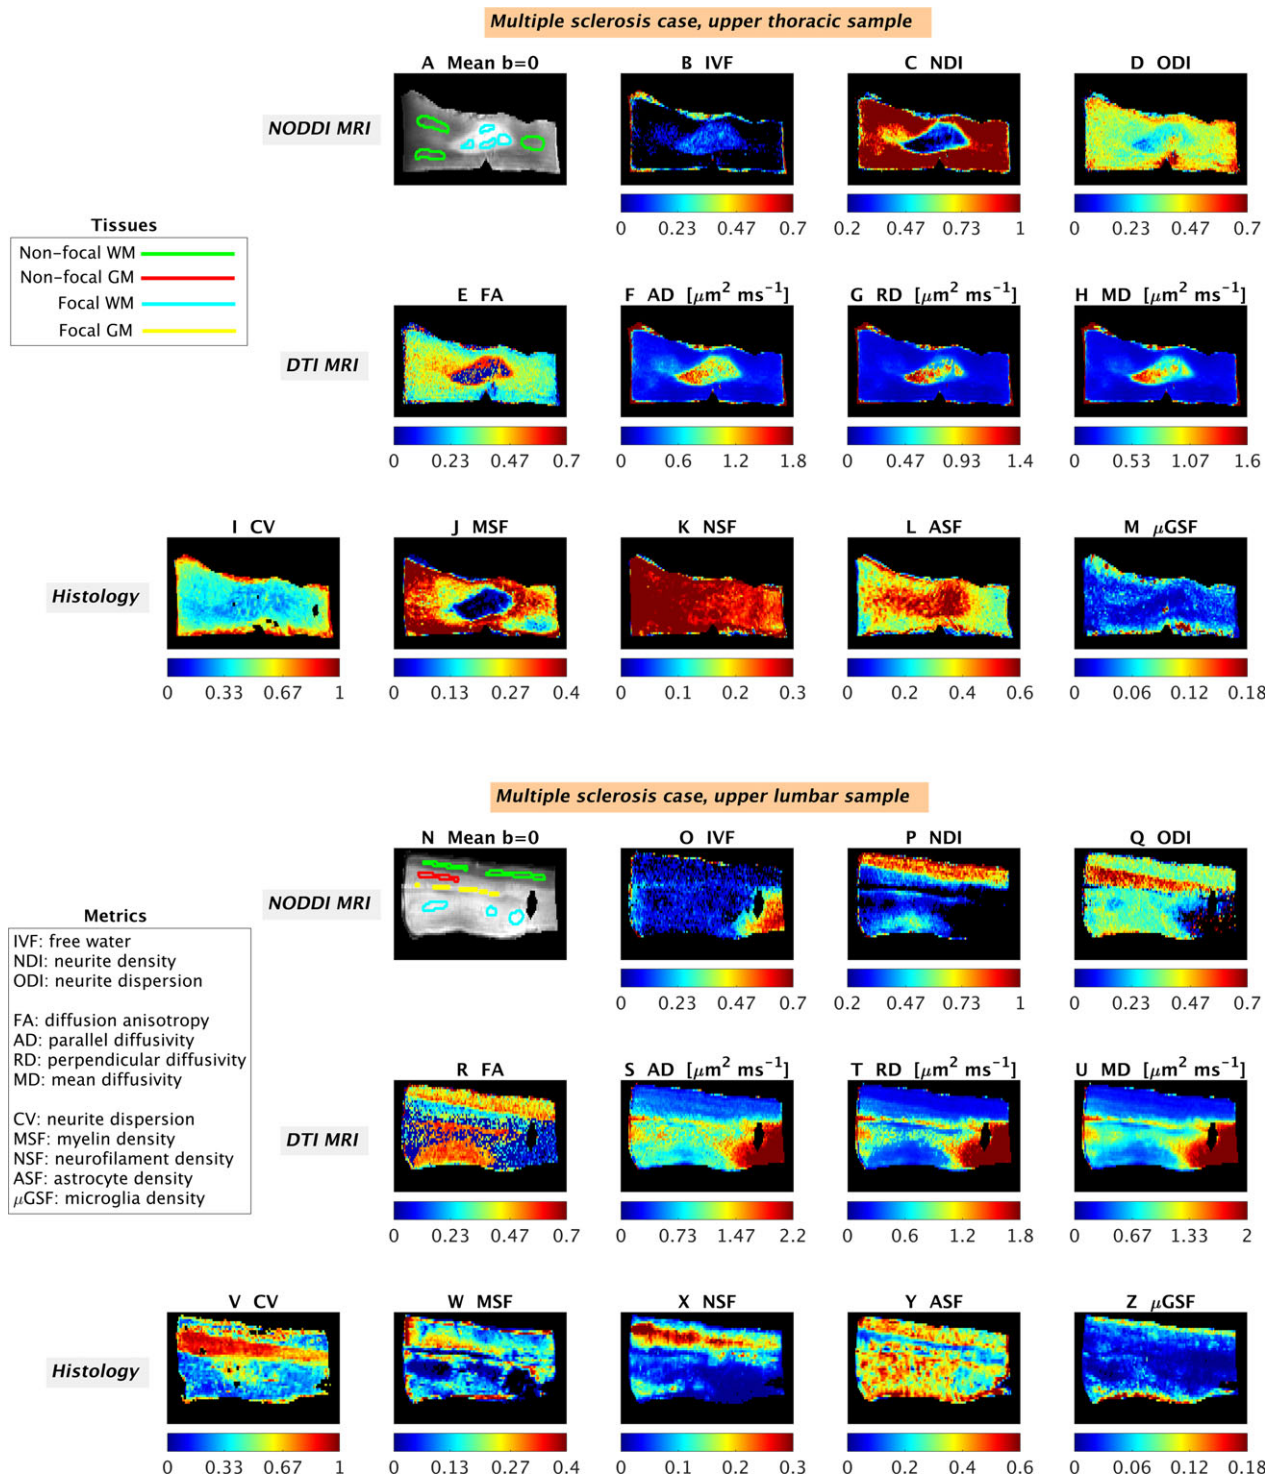 Multiple sclerosis case, upper thoracic sample
A Mean b=0
B IVF
C NDI
D ODI
NODDI MRI
0 0.23 0.47 0.7
0.2 0.47 0.73 1
0 0.23 0.47 0.7
Tissues
Non-focal WM
Non-focal GM
Focal WM
Focal GM
E FA
F AD [μm² ms⁻¹]
G RD [μm² ms⁻¹]
H MD [μm² ms⁻¹]
DTI MRI
0 0.23 0.47 0.7
0 0.6 1.2 1.8
0 0.47 0.93 1.4
0 0.53 1.07 1.6
I CV
J MSF
K NSF
L ASF
M μGSF
Histology
0 0.33 0.67 1
0 0.13 0.27 0.4
0 0.1 0.2 0.3
0 0.2 0.4 0.6
0 0.06 0.12 0.18
Multiple sclerosis case, upper lumbar sample
N Mean b=0
O IVF
P NDI
Q ODI
NODDI MRI
0 0.23 0.47 0.7
0.2 0.47 0.73 1
0 0.23 0.47 0.7
Metrics
IVF: free water
NDI: neurite density
ODI: neurite dispersion
FA: diffusion anisotropy
AD: parallel diffusivity
RD: perpendicular diffusivity
MD: mean diffusivity
CV: neurite dispersion
MSF: myelin density
NSF: neurofilament density
ASF: astrocyte density
μGSF: microglia density
R FA
S AD [μm² ms⁻¹]
T RD [μm² ms⁻¹]
U MD [μm² ms⁻¹]
DTI MRI
0 0.23 0.47 0.7
0 0.73 1.47 2.2
0 0.6 1.2 1.8
0 0.67 1.33 2
V CV
W MSF
X NSF
Y ASF
Z μGSF
Histology
0 0.33 0.67 1
0 0.13 0.27 0.4
0 0.1 0.2 0.3
0 0.2 0.4 0.6
0 0.06 0.12 0.18